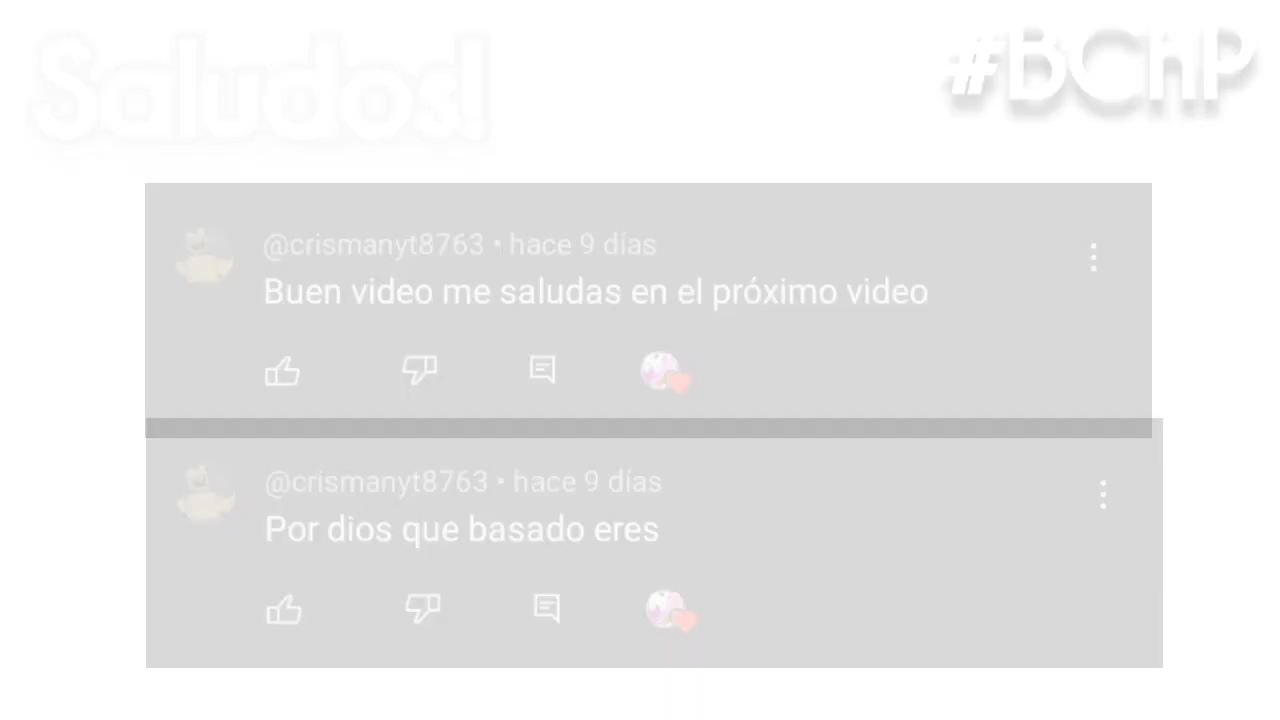 Saludos!
#BCHP
@crismanyt8763 • hace 9 días
Buen video me saludas en el próximo video
@crismanyt8763 • hace 9 días
Por dios que basado eres